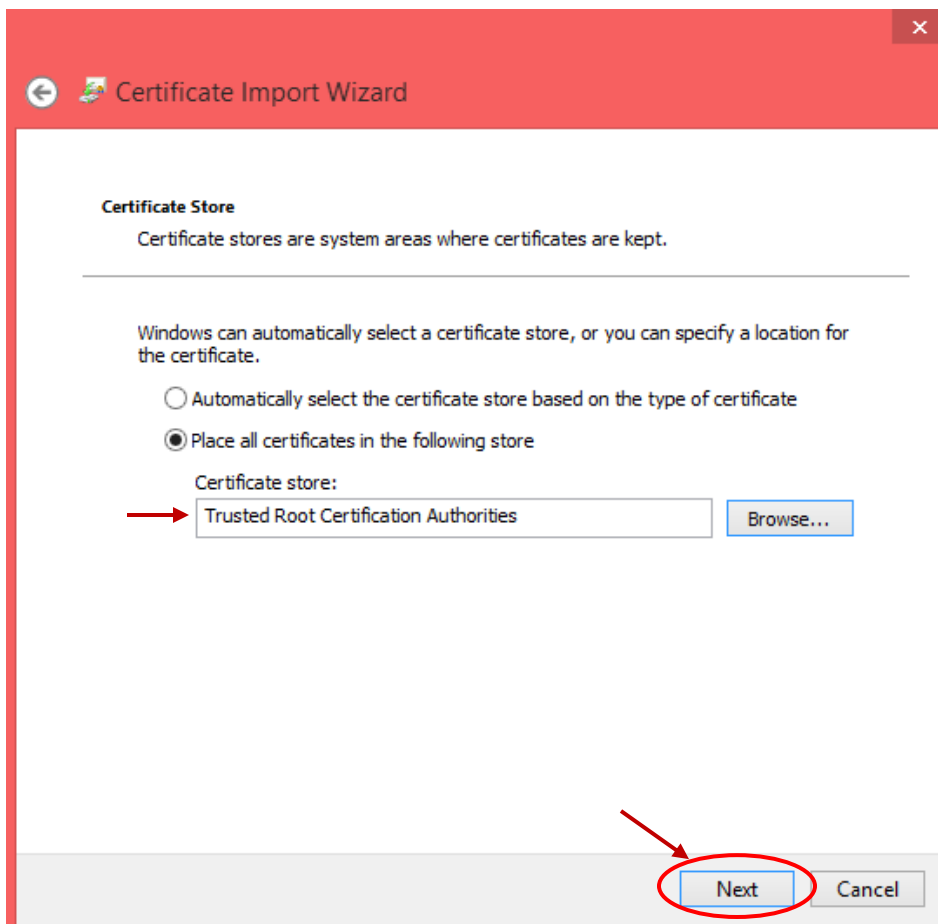 Certificate Import Wizard
Certificate Store
Certificate stores are system areas where certificates are kept.
Windows can automatically select a certificate store, or you can specify a location for
the certificate.
Automatically select the certificate store based on the type of certificate
Place all certificates in the following store
Certificate store:
Trusted Root Certification Authorities
Browse...
Next
Cancel